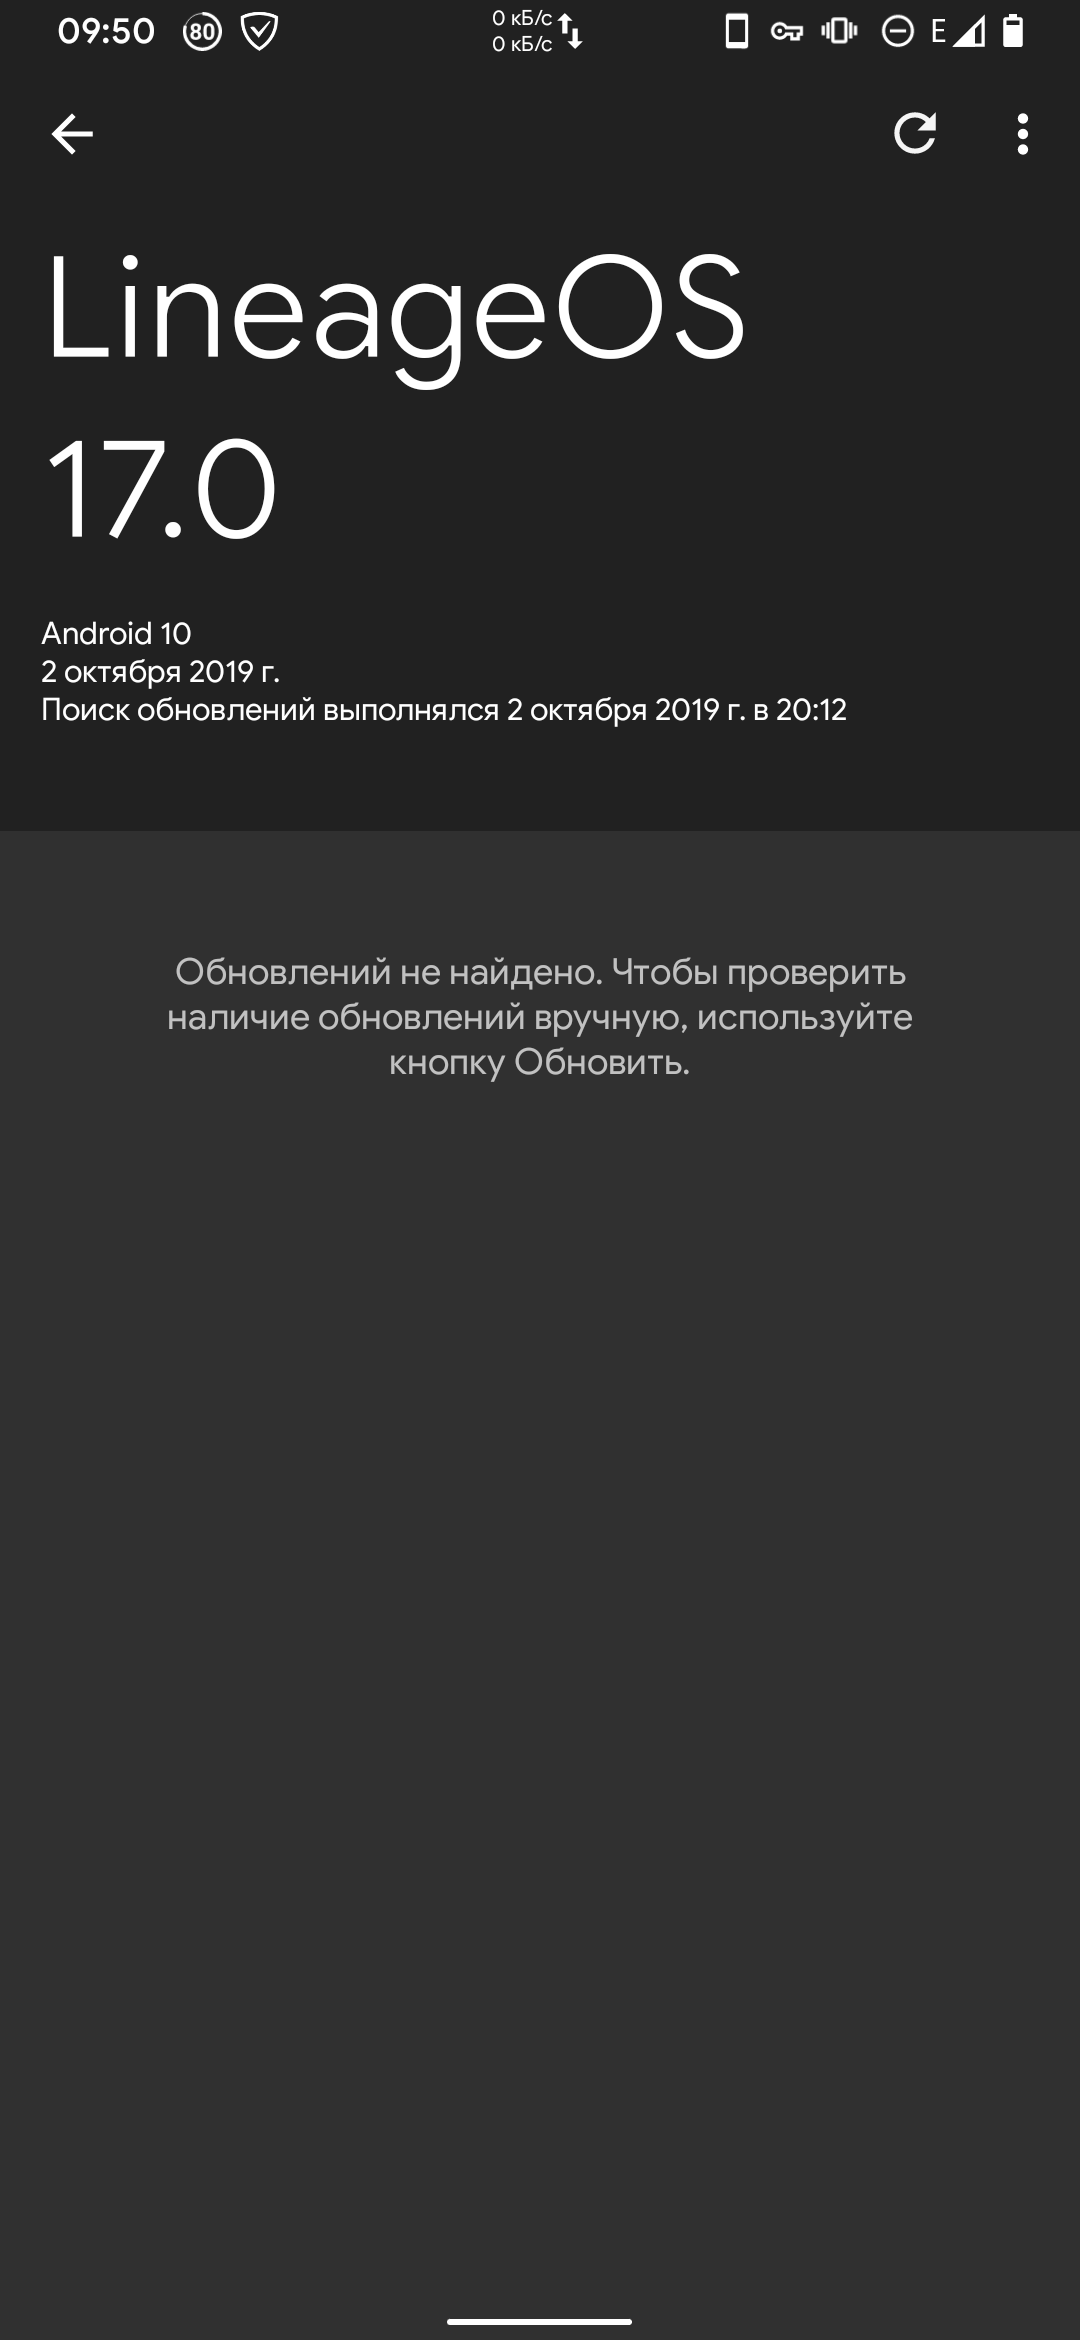 09:50
80
0 кБ/с
0 кБ/с
E
LineageOS
17.0
Android 10
2 октября 2019 г.
Поиск обновлений выполнялся 2 октября 2019 г. в 20:12
Обновлений не найдено. Чтобы проверить
наличие обновлений вручную, используйте
кнопку Обновить.